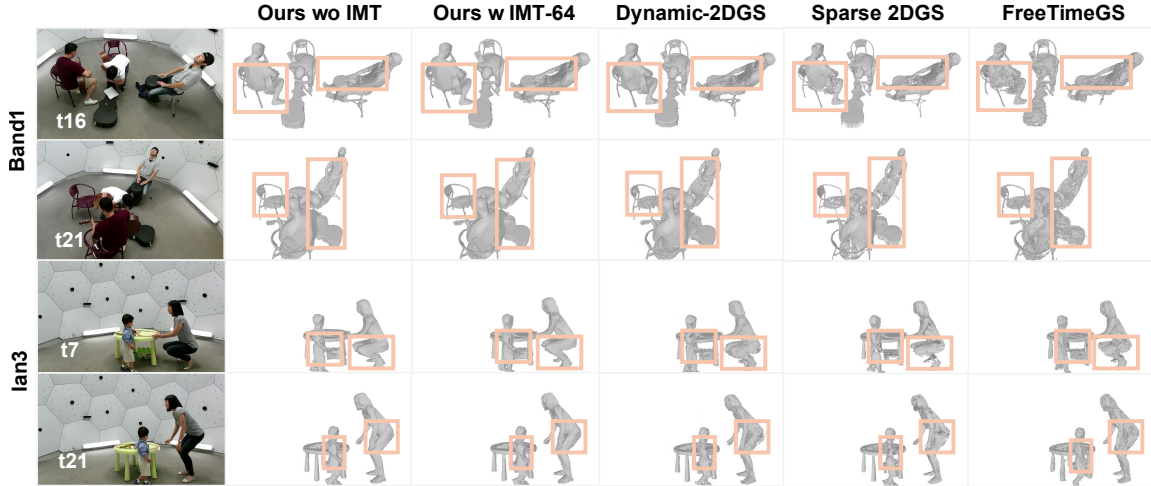 Ours wo IMT Ours w IMT-64 Dynamic-2DGS Sparse 2DGS FreeTimeGS
Band1
t16
t21
Ian3
t7
t21